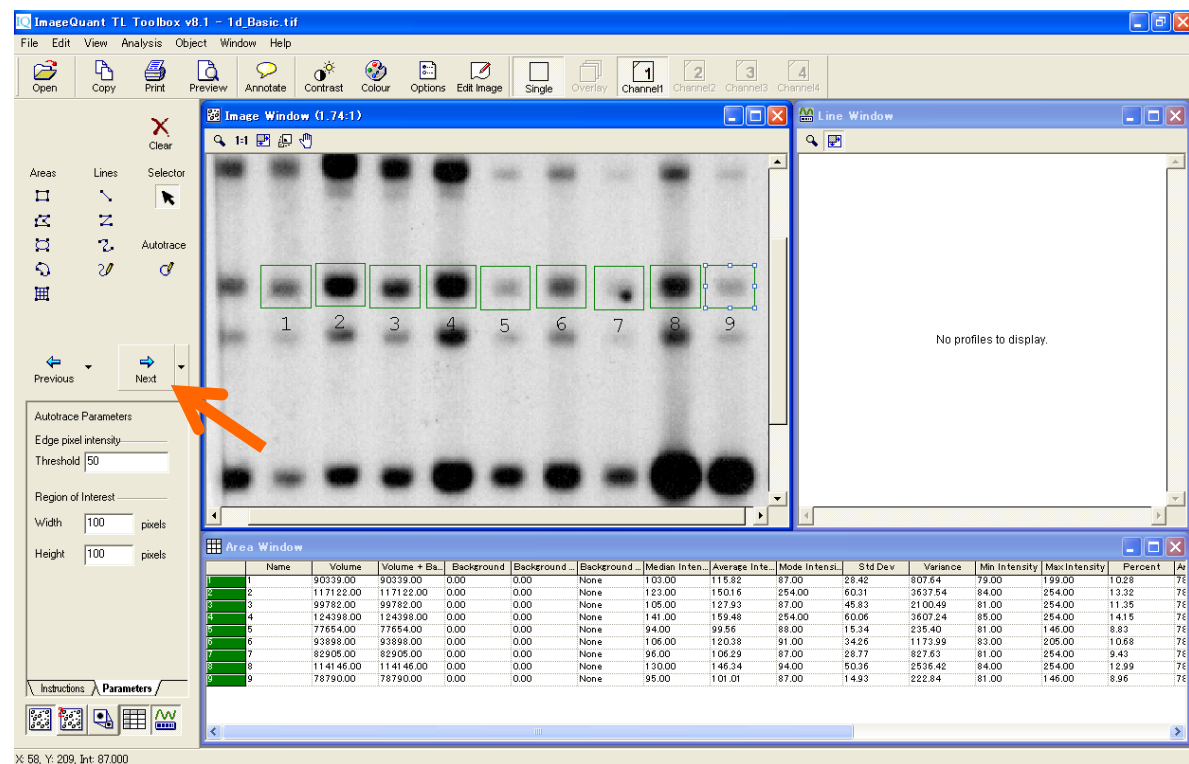 IQ ImageQuant TL Toolbox v8.1 - 1d_Basic.tif
File Edit View Analysis Object Window Help
Open Copy Print Preview Annotate Contrast Colour Options Edit Image Single Overlay Channel1 Channel2 Channel3 Channel4
1 2 3 4
Clear
Areas Lines Selector
Autotrace
Previous Next
Autotrace Parameters
Edge pixel intensity
Threshold 50
Region of Interest
Width 100 pixels
Height 100 pixels
Instructions Parameters
Image Window (1.74:1)
1:1
1 2 3 4 5 6 7 8 9
Line Window
No profiles to display.
Area Window
Name Volume Volume + Ba... Background Background ... Background ... Median Inten... Average Inte... Mode Intensi... Std Dev Variance Min Intensity Max Intensity Percent Ar
1 1 90339.00 90339.00 0.00 0.00 None 103.00 115.82 87.00 28.42 807.64 79.00 199.00 10.28 78
2 2 117122.00 117122.00 0.00 0.00 None 123.00 150.16 254.00 60.31 3637.54 84.00 254.00 13.32 78
3 3 99782.00 99782.00 0.00 0.00 None 105.00 127.93 87.00 45.83 2100.49 81.00 254.00 11.35 78
4 4 124398.00 124398.00 0.00 0.00 None 141.00 159.48 254.00 60.06 3607.24 85.00 254.00 14.15 78
5 5 77654.00 77654.00 0.00 0.00 None 94.00 99.56 88.00 15.34 235.40 81.00 146.00 8.83 78
6 6 93898.00 93898.00 0.00 0.00 None 106.00 120.38 91.00 34.26 1173.99 83.00 205.00 10.68 78
7 7 82905.00 82905.00 0.00 0.00 None 96.00 106.29 87.00 28.77 827.63 81.00 254.00 9.43 78
8 8 114146.00 114146.00 0.00 0.00 None 130.00 146.34 94.00 50.36 2536.42 84.00 254.00 12.99 78
9 9 78790.00 78790.00 0.00 0.00 None 95.00 101.01 87.00 14.93 222.84 81.00 146.00 8.96 78
X: 58, Y: 209, Int: 87.000